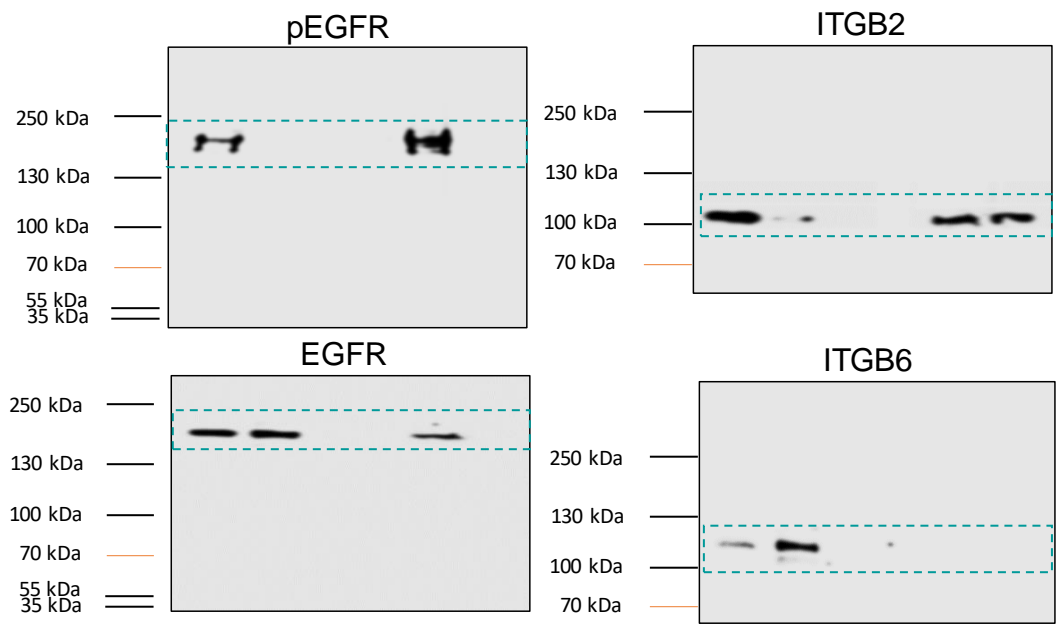 pEGFR
250 kDa
130 kDa
100 kDa
70 kDa
55 kDa
35 kDa
ITGB2
250 kDa
130 kDa
100 kDa
70 kDa
EGFR
250 kDa
130 kDa
100 kDa
70 kDa
55 kDa
35 kDa
ITGB6
250 kDa
130 kDa
100 kDa
70 kDa